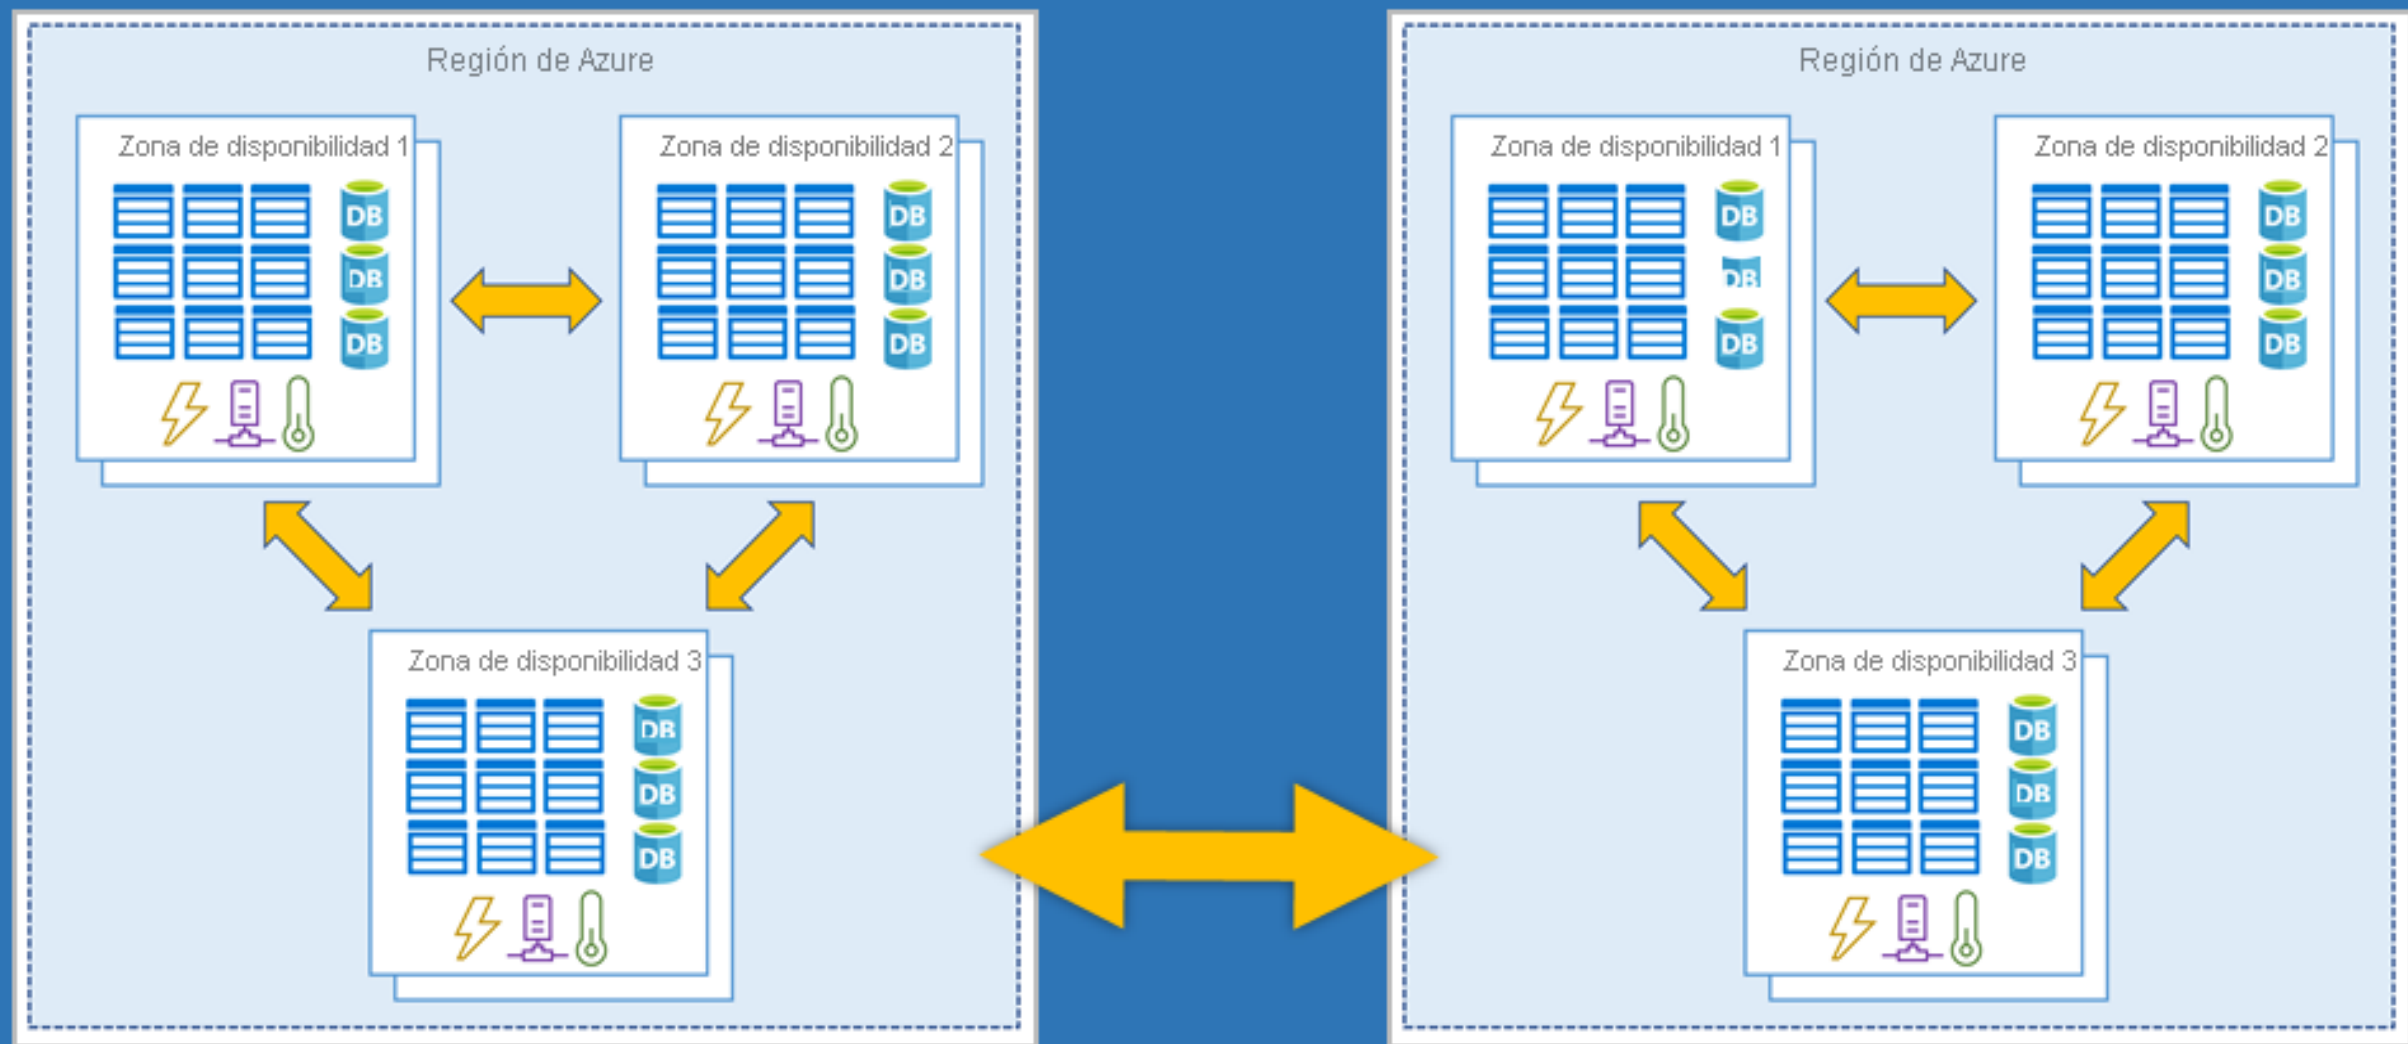 Región de Azure
Zona de disponibilidad 1
DB
DB
DB
Zona de disponibilidad 2
DB
DB
DB
Zona de disponibilidad 3
DB
DB
DB
Región de Azure
Zona de disponibilidad 1
DB
DB
DB
Zona de disponibilidad 2
DB
DB
DB
Zona de disponibilidad 3
DB
DB
DB